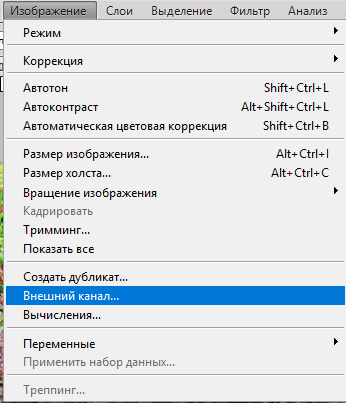 Изображение Слои Выделение Фильтр Анализ
Режим
Коррекция
Автотон Shift+Ctrl+L
Автоконтраст Alt+Shift+Ctrl+L
Автоматическая цветовая коррекция Shift+Ctrl+B
Размер изображения... Alt+Ctrl+I
Размер холста... Alt+Ctrl+C
Вращение изображения
Кадрировать
Тримминг...
Показать все
Создать дубликат...
Внешний канал...
Вычисления...
Переменные
Применить набор данных...
Треппинг...